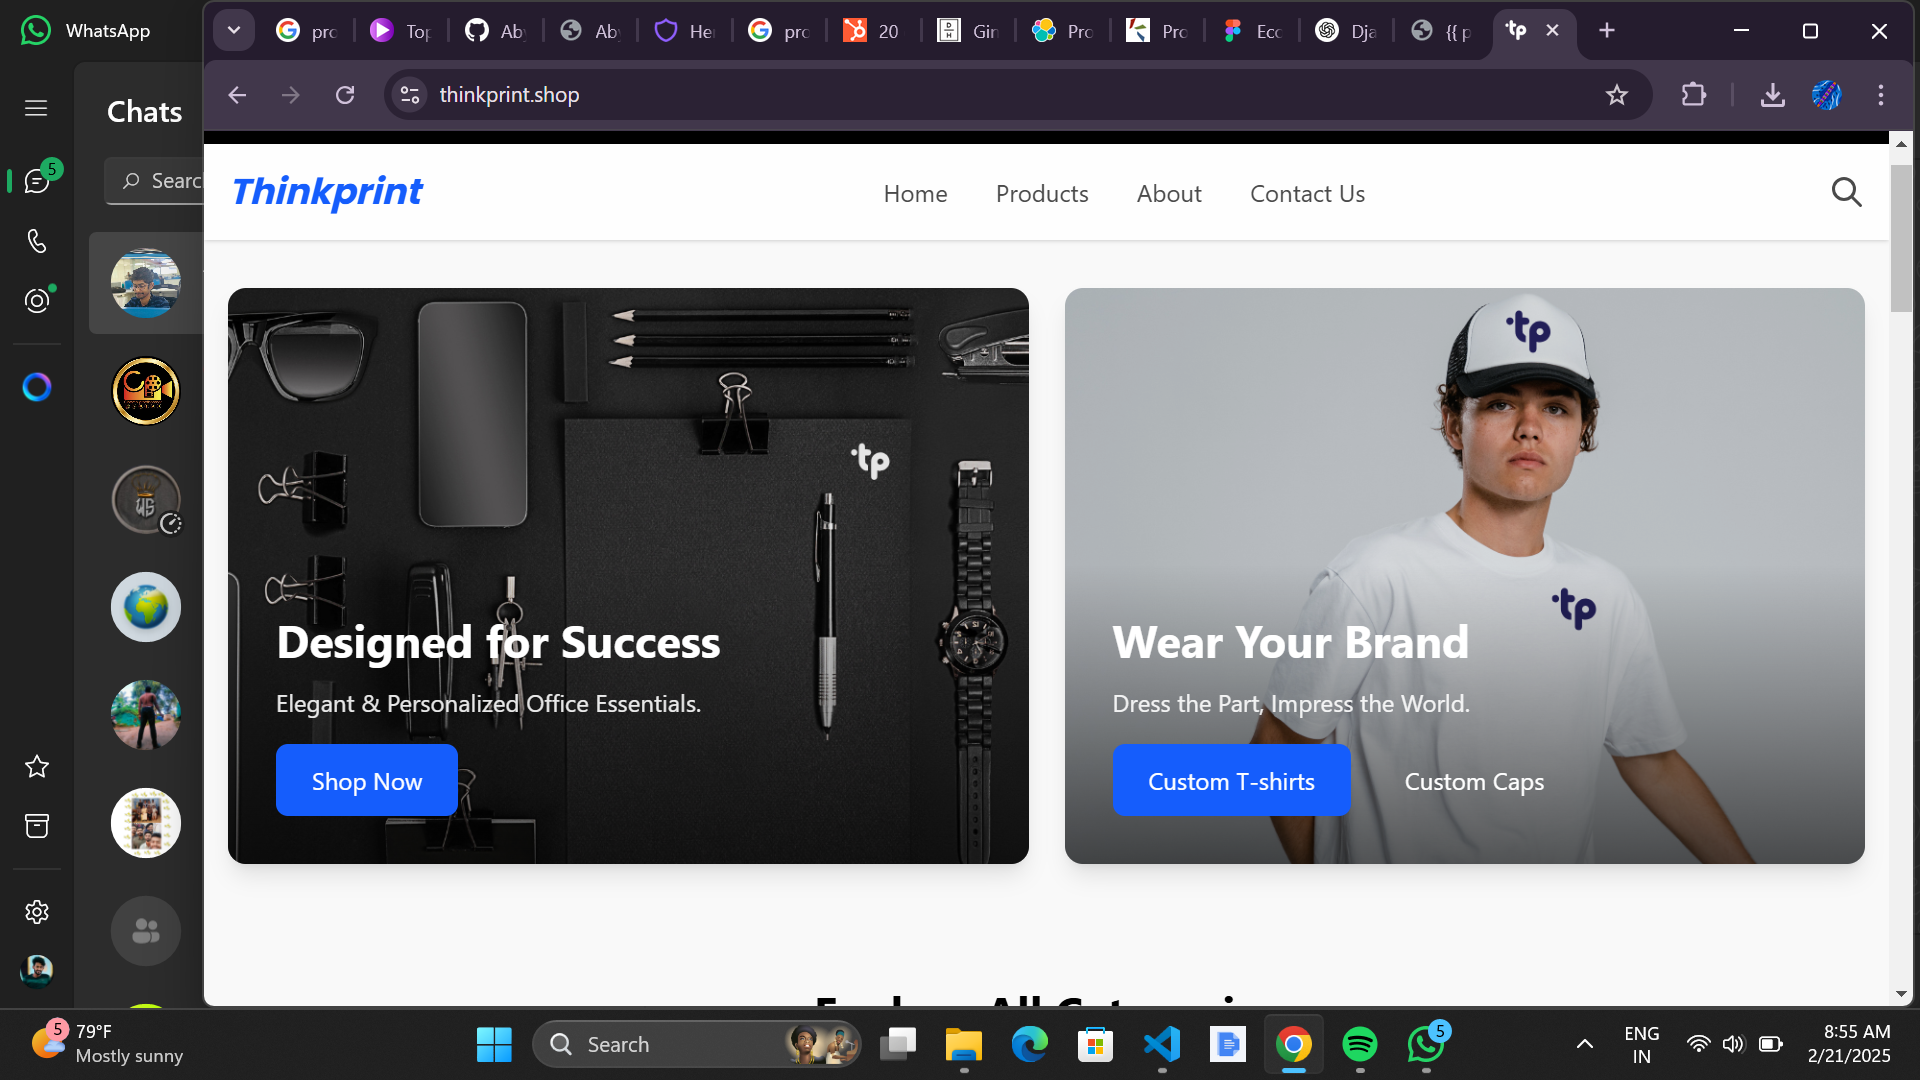 WhatsApp
pro
Top
Aby
Ab
He
pro
20
Gin
Pro
Pro
Ecc
Dja
{{ p
tp
thinkprint.shop
Chats
5
Search
Thinkprint
Home
Products
About
Contact Us
tp
tp
tp
Designed for Success
Elegant & Personalized Office Essentials.
Shop Now
Wear Your Brand
Dress the Part, Impress the World.
Custom T-shirts
Custom Caps
5
79°F
Mostly sunny
Search
5
ENG
IN
8:55 AM
2/21/2025